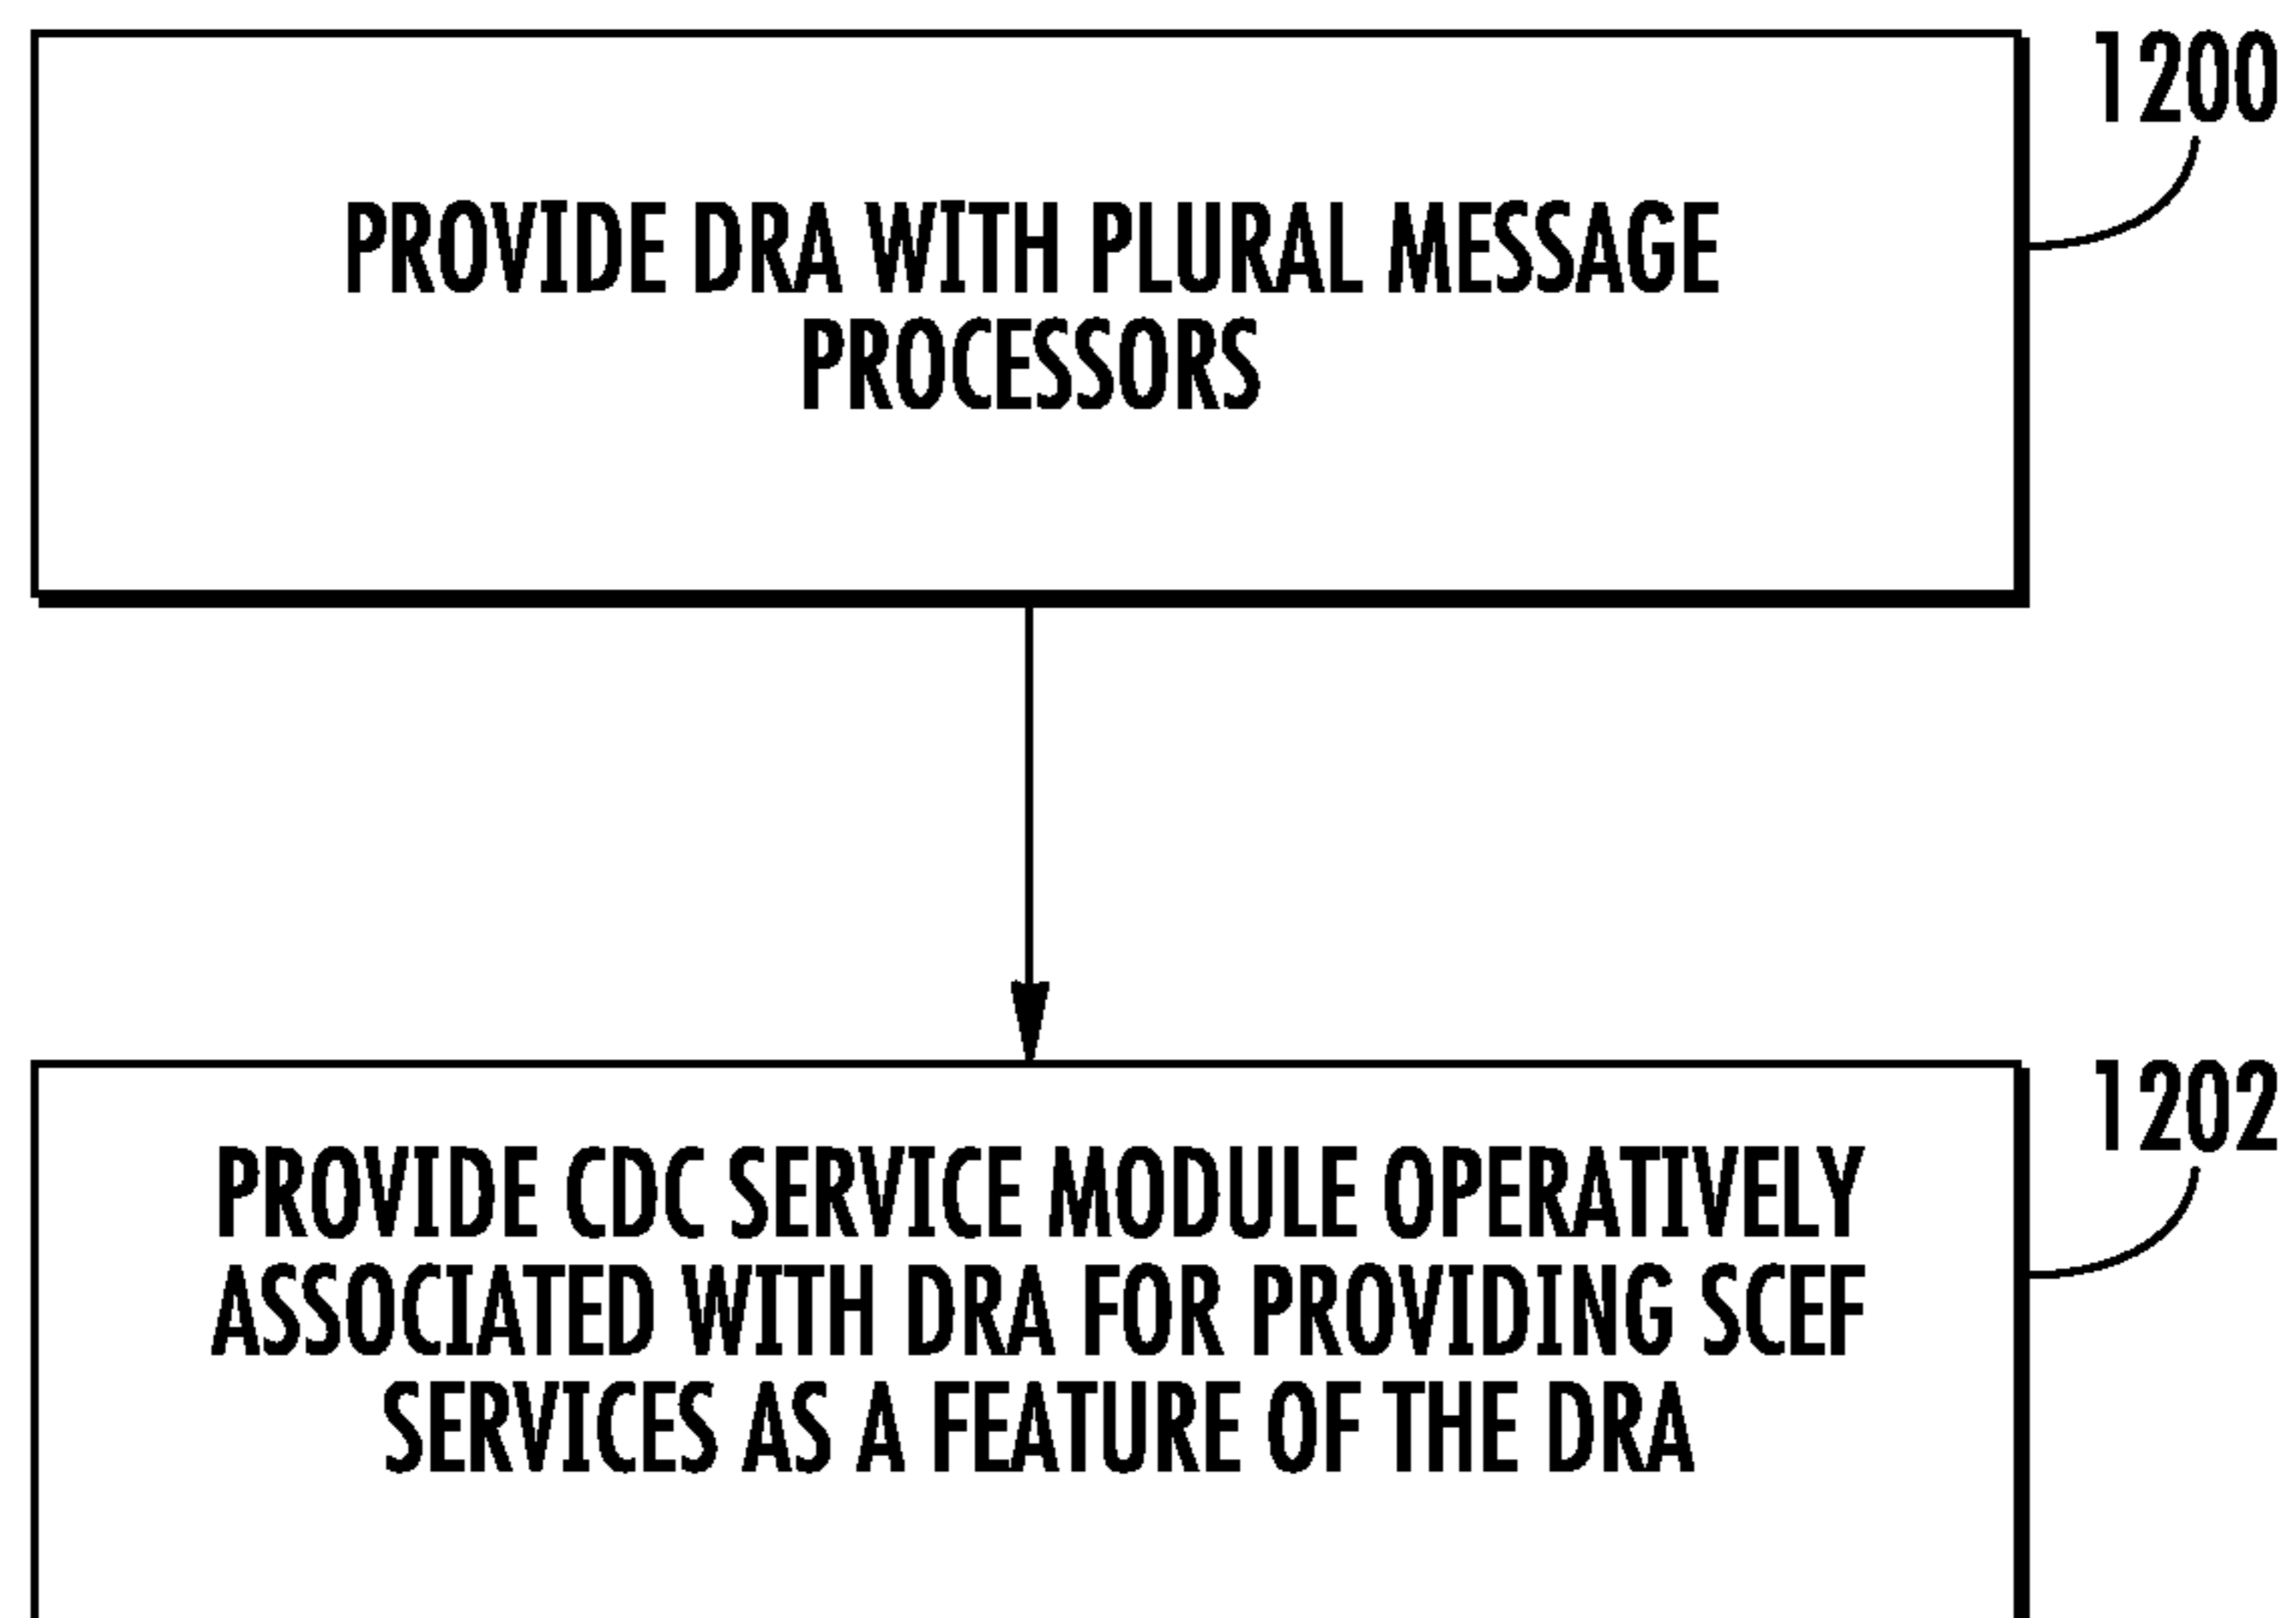 1200
PROVIDE DRA WITH PLURAL MESSAGE
PROCESSORS
1202
PROVIDE CDC SERVICE MODULE OPERATIVELY
ASSOCIATED WITH DRA FOR PROVIDING SCEF
SERVICES AS A FEATURE OF THE DRA